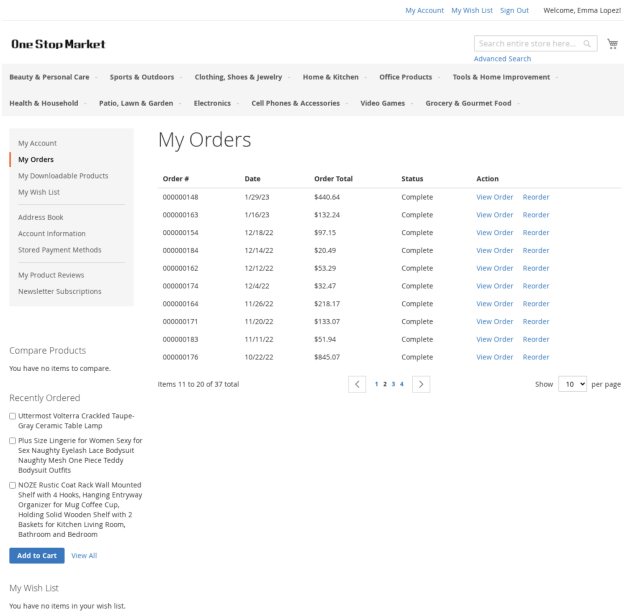 My Account My Wish List Sign Out Welcome, Emma Lopez!
One Stop Market
Search entire store here...
Advanced Search
Beauty & Personal Care Sports & Outdoors Clothing, Shoes & Jewelry Home & Kitchen Office Products Tools & Home Improvement
Health & Household Patio, Lawn & Garden Electronics Cell Phones & Accessories Video Games Grocery & Gourmet Food
My Account
My Orders
My Downloadable Products
My Wish List
Address Book
Account Information
Stored Payment Methods
My Product Reviews
Newsletter Subscriptions
Compare Products
You have no items to compare.
Recently Ordered
Uttermost Volterra Crackled Taupe-
Gray Ceramic Table Lamp
Plus Size Lingerie for Women Sexy for
Sex Naughty Eyelash Lace Bodysuit
Naughty Mesh One Piece Teddy
Bodysuit Outfits
NOZE Rustic Coat Rack Wall Mounted
Shelf with 4 Hooks, Hanging Entryway
Organizer for Mug Coffee Cup,
Holding Solid Wooden Shelf with 2
Baskets for Kitchen Living Room,
Bathroom and Bedroom
Add to Cart View All
My Wish List
You have no items in your wish list.
My Orders
Order # Date Order Total Status Action
000000148 1/29/23 $440.64 Complete View Order Reorder
000000163 1/16/23 $132.24 Complete View Order Reorder
000000154 12/18/22 $97.15 Complete View Order Reorder
000000184 12/14/22 $20.49 Complete View Order Reorder
000000162 12/12/22 $53.29 Complete View Order Reorder
000000174 12/4/22 $32.47 Complete View Order Reorder
000000164 11/26/22 $218.17 Complete View Order Reorder
000000171 11/20/22 $133.07 Complete View Order Reorder
000000183 11/11/22 $51.94 Complete View Order Reorder
000000176 10/22/22 $845.07 Complete View Order Reorder
Items 11 to 20 of 37 total 1 2 3 4 Show 10 per page